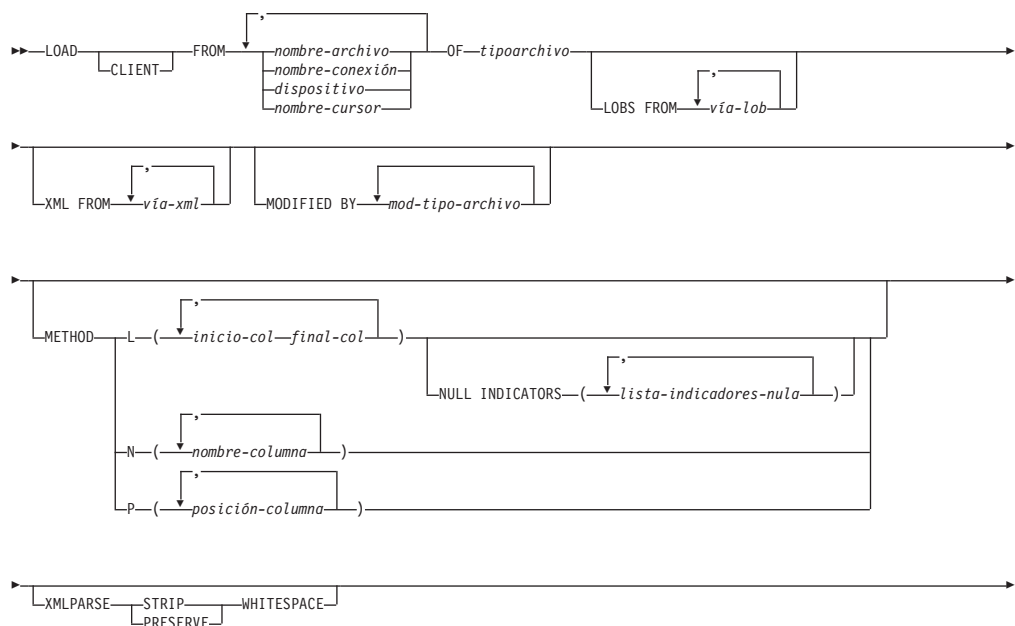 ,
LOAD CLIENT FROM nombre-archivo OF tipoarchivo
nombre-conexión
dispositivo
nombre-cursor
,
LOBS FROM vía-lob
,
XML FROM vía-xml
MODIFIED BY mod-tipo-archivo
,
METHOD L ( inicio-col final-col )
,
NULL INDICATORS ( lista-indicadores-nula )
,
N ( nombre-columna )
,
P ( posición-columna )
XMLPARSE STRIP WHITESPACE
PRESERVE